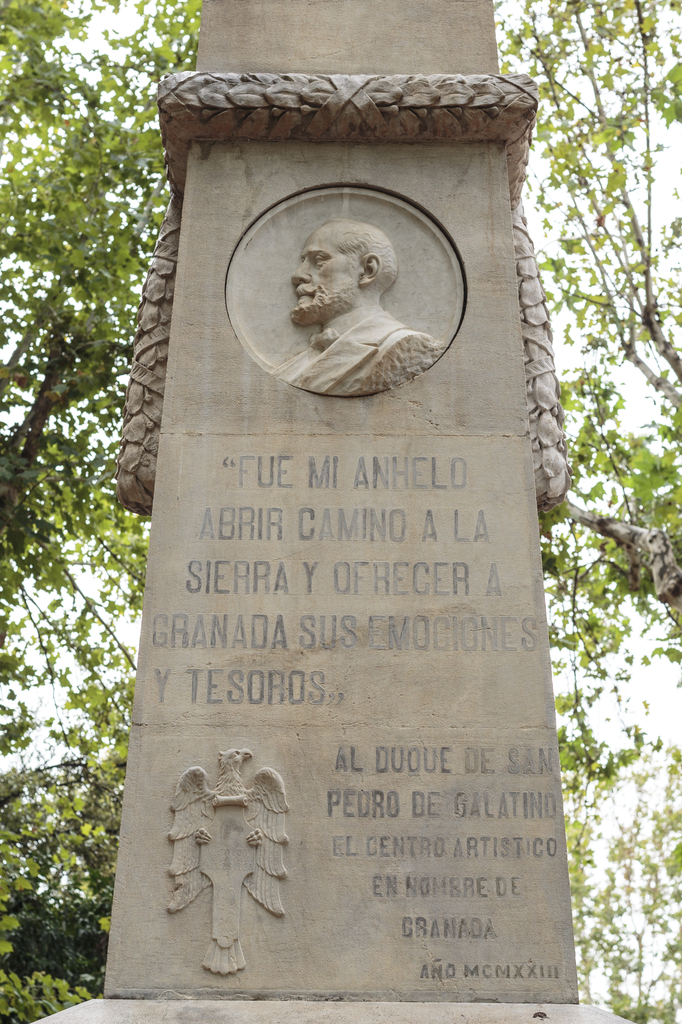 “FUE MI ANHELO
ABRIR CAMINO A LA
SIERRA Y OFRECER A
GRANADA SUS EMOCIONES
Y TESOROS„
AL DUQUE DE SAN
PEDRO DE GALATINO
EL CENTRO ARTISTICO
EN NOMBRE DE
GRANADA
AÑO MCMXXIII